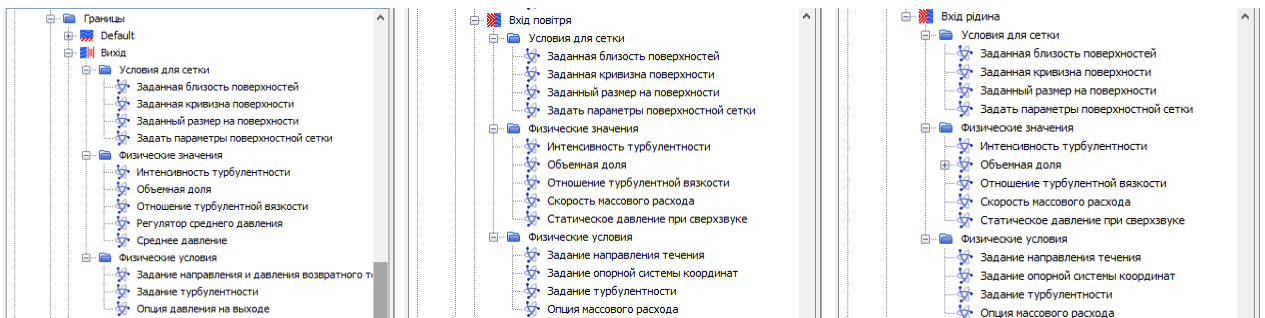 Границы
Default
Вихід
Условия для сетки
Заданная близость поверхностей
Заданная кривизна поверхности
Заданный размер на поверхности
Задать параметры поверхностной сетки
Физические значения
Интенсивность турбулентности
Объемная доля
Отношение турбулентной вязкости
Регулятор среднего давления
Среднее давление
Физические условия
Задание направления и давления возвратного т
Задание турбулентности
Опция давления на выходе
Вхід повітря
Условия для сетки
Заданная близость поверхностей
Заданная кривизна поверхности
Заданный размер на поверхности
Задать параметры поверхностной сетки
Физические значения
Интенсивность турбулентности
Объемная доля
Отношение турбулентной вязкости
Скорость массового расхода
Статическое давление при сверхзвуке
Физические условия
Задание направления течения
Задание опорной системы координат
Задание турбулентности
Опция массового расхода
Вхід рідина
Условия для сетки
Заданная близость поверхностей
Заданная кривизна поверхности
Заданный размер на поверхности
Задать параметры поверхностной сетки
Физические значения
Интенсивность турбулентности
Объемная доля
Отношение турбулентной вязкости
Скорость массового расхода
Статическое давление при сверхзвуке
Физические условия
Задание направления течения
Задание опорной системы координат
Задание турбулентности
Опция массового расхода